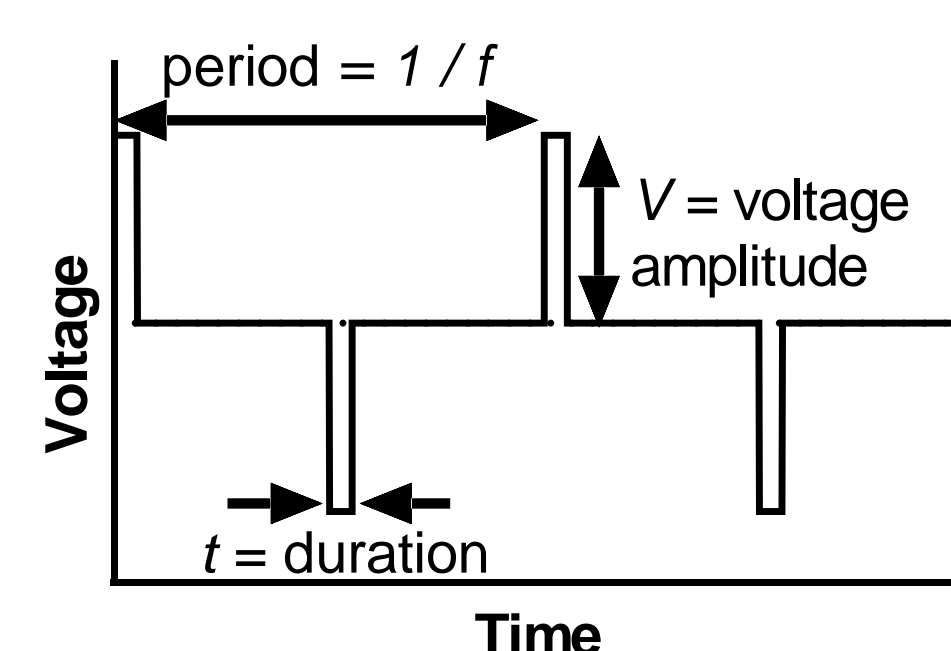 period = 1 / f
V = voltage
amplitude
Voltage
t = duration
Time